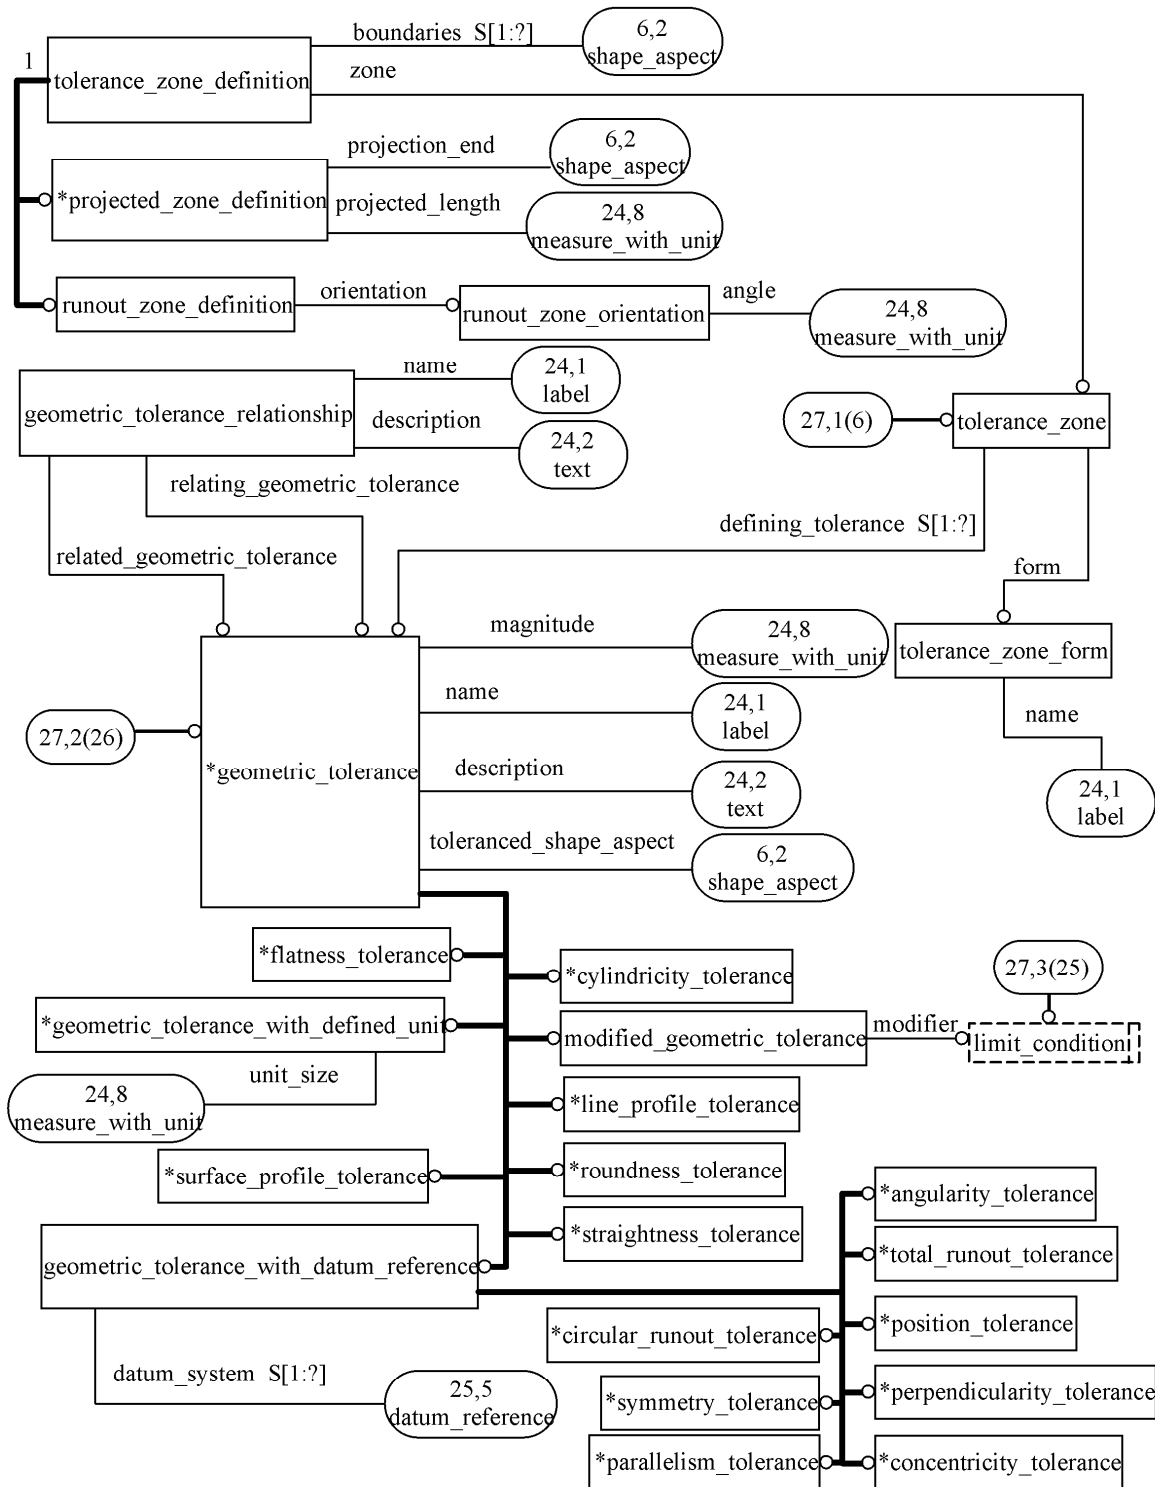 boundaries S[1:?]
6,2
shape_aspect
1
tolerance_zone_definition
zone
projection_end
6,2
shape_aspect
*projected_zone_definition
projected_length
24,8
measure_with_unit
runout_zone_definition
orientation
runout_zone_orientation
angle
24,8
measure_with_unit
name
24,1
label
geometric_tolerance_relationship
description
24,2
text
27,1(6)
tolerance_zone
relating_geometric_tolerance
defining_tolerance S[1:?]
related_geometric_tolerance
form
magnitude
24,8
measure_with_unit
tolerance_zone_form
name
24,1
label
name
27,2(26)
*geometric_tolerance
description
24,2
text
24,1
label
toleranced_shape_aspect
6,2
shape_aspect
*flatness_tolerance
*cylindricity_tolerance
27,3(25)
*geometric_tolerance_with_defined_unit
modified_geometric_tolerance
modifier
limit_condition
unit_size
24,8
measure_with_unit
*line_profile_tolerance
*surface_profile_tolerance
*roundness_tolerance
*angularity_tolerance
*straightness_tolerance
*total_runout_tolerance
geometric_tolerance_with_datum_reference
*circular_runout_tolerance
*position_tolerance
datum_system S[1:?]
25,5
datum_reference
*symmetry_tolerance
*perpendicularity_tolerance
*parallelism_tolerance
*concentricity_tolerance